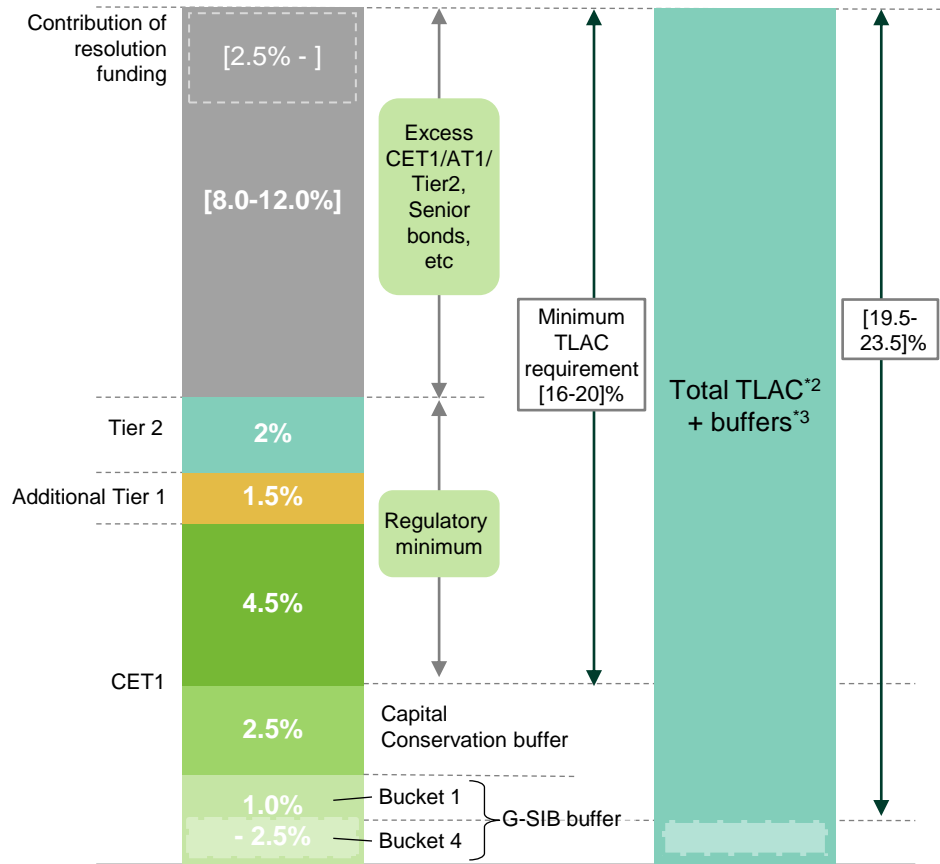 Contribution of
resolution
funding
[2.5% - ]
[8.0-12.0%]
Excess
CET1/AT1/
Tier2,
Senior
bonds,
etc
Minimum
TLAC
requirement
[16-20]%
[19.5-
23.5]%
Total TLAC*2
+ buffers*3
Tier 2
2%
Additional Tier 1
1.5%
Regulatory
minimum
4.5%
CET1
2.5%
Capital
Conservation buffer
1.0%
Bucket 1
G-SIB buffer
- 2.5%
Bucket 4